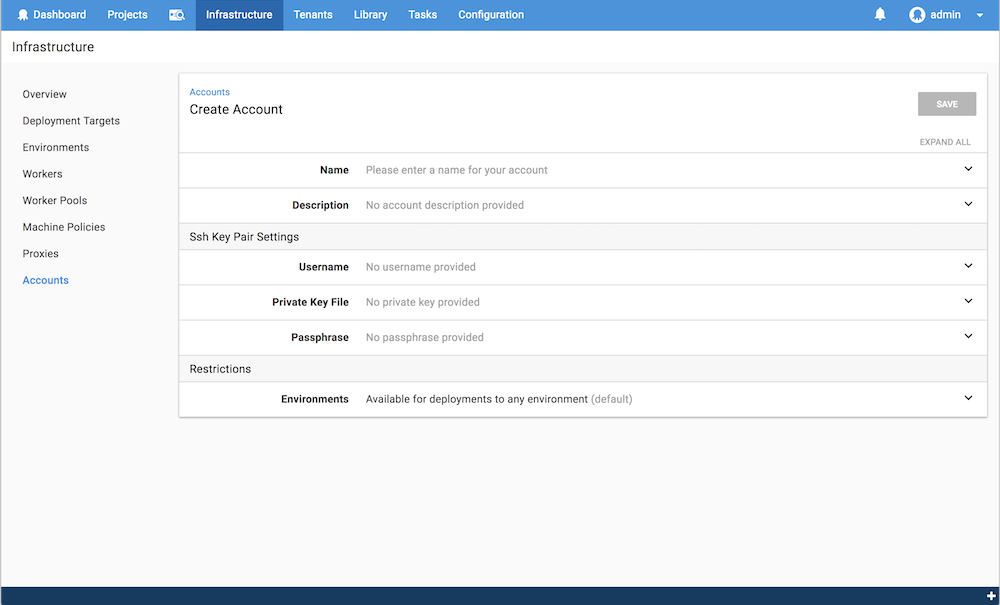 Dashboard Projects Infrastructure Tenants Library Tasks Configuration admin
Infrastructure
Overview
Deployment Targets
Environments
Workers
Worker Pools
Machine Policies
Proxies
Accounts
Accounts
Create Account
SAVE
EXPAND ALL
Name Please enter a name for your account
Description No account description provided
Ssh Key Pair Settings
Username No username provided
Private Key File No private key provided
Passphrase No passphrase provided
Restrictions
Environments Available for deployments to any environment (default)